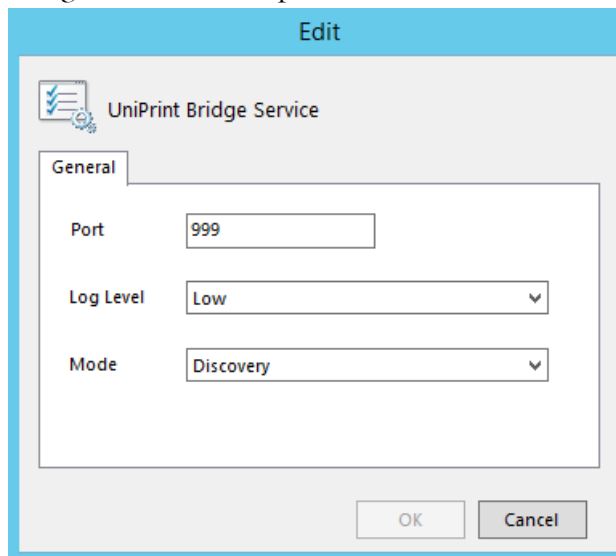 Edit
UniPrint Bridge Service
General
Port 999
Log Level Low
Mode Discovery
OK Cancel